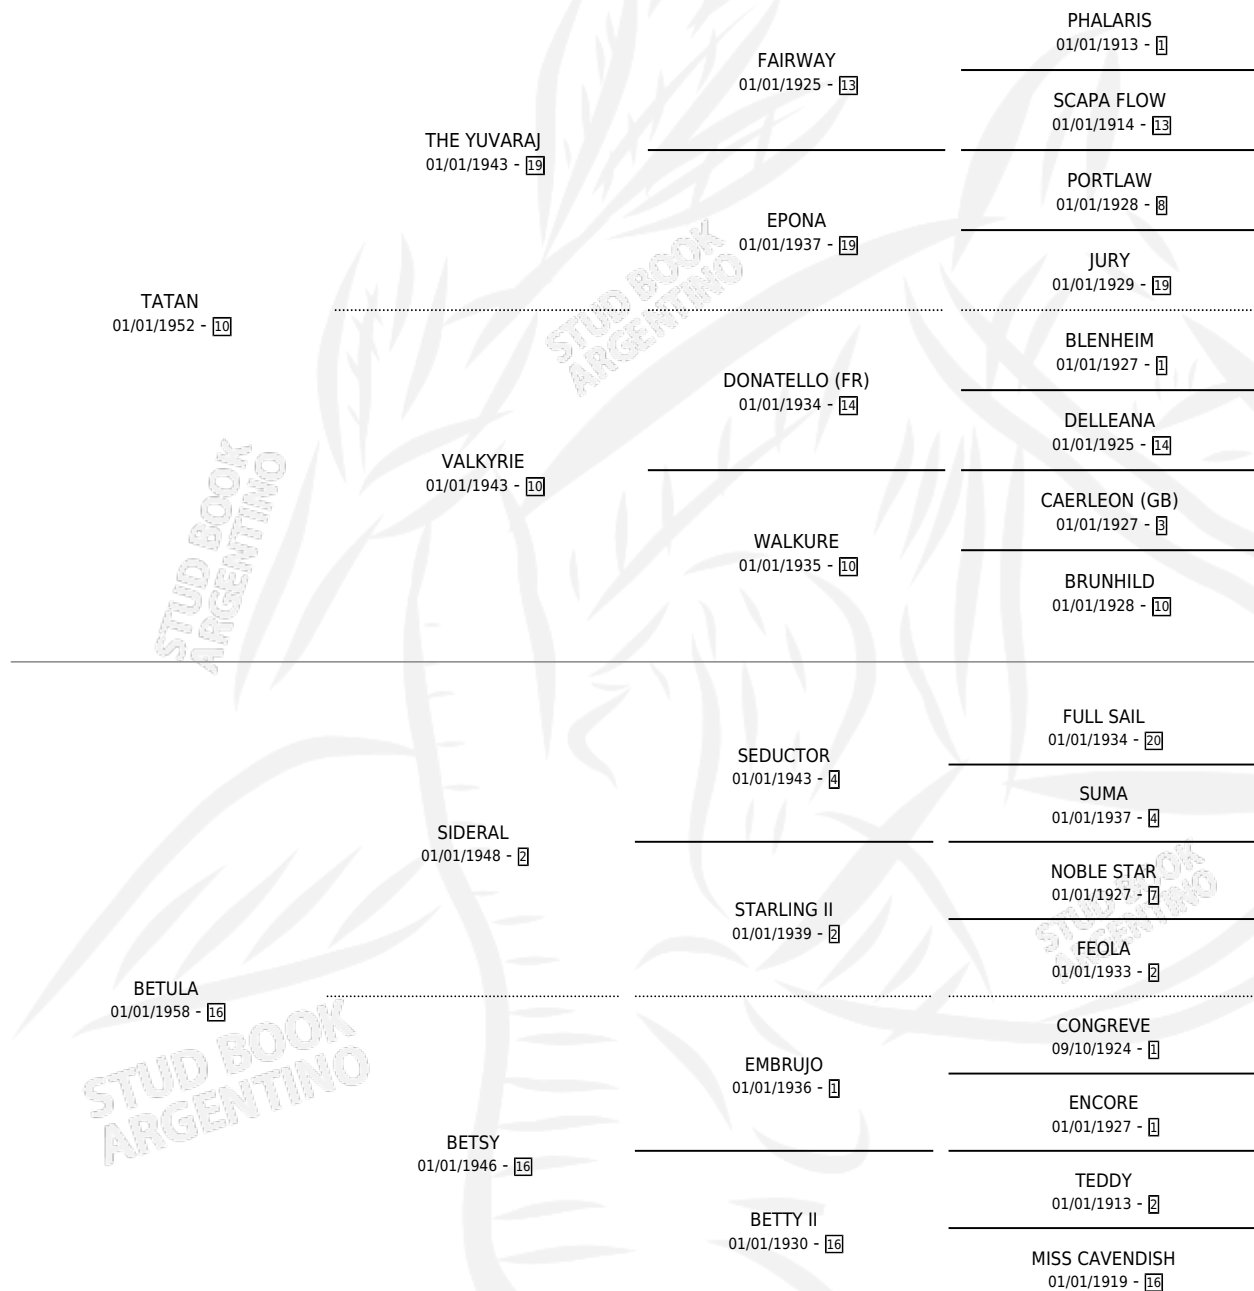 PHALARIS
01/01/1913 - 1
FAIRWAY
01/01/1925 - 13
SCAPA FLOW
01/01/1914 - 13
THE YUVARAJ
01/01/1943 - 19
PORTLAW
01/01/1928 - 8
EPONA
01/01/1937 - 19
JURY
01/01/1929 - 19
TATAN
01/01/1952 - 10
STUD BOOK
ARGENTINO
BLENHEIM
01/01/1927 - 1
DONATELLO (FR)
01/01/1934 - 14
DELLEANA
01/01/1925 - 14
VALKYRIE
01/01/1943 - 10
CAERLEON (GB)
01/01/1927 - 3
WALKURE
01/01/1935 - 10
BRUNHILD
01/01/1928 - 10
STUD BOOK
ARGENTINO
FULL SAIL
01/01/1934 - 20
SEDUCTOR
01/01/1943 - 4
SUMA
01/01/1937 - 4
SIDERAL
01/01/1948 - 2
NOBLE STAR
01/01/1927 - 7
STARLING II
01/01/1939 - 2
STUD BOOK
ARGENTINO
FEOLA
01/01/1933 - 2
BETULA
01/01/1958 - 16
STUD BOOK
ARGENTINO
CONGREVE
09/10/1924 - 1
EMBRUJO
01/01/1936 - 1
ENCORE
01/01/1927 - 1
BETSY
01/01/1946 - 16
TEDDY
01/01/1913 - 2
BETTY II
01/01/1930 - 16
MISS CAVENDISH
01/01/1919 - 16